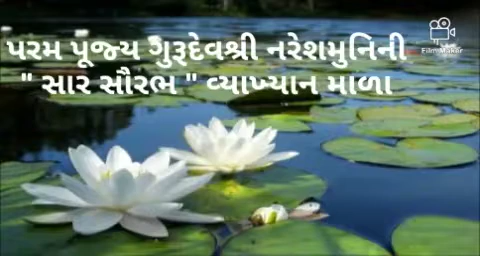 પરમ પૂજ્ય ગુરૂદેવશ્રી નરેશમુનિની
" સાર સૌરભ " વ્યાખ્યાન માળા
FilmMaker